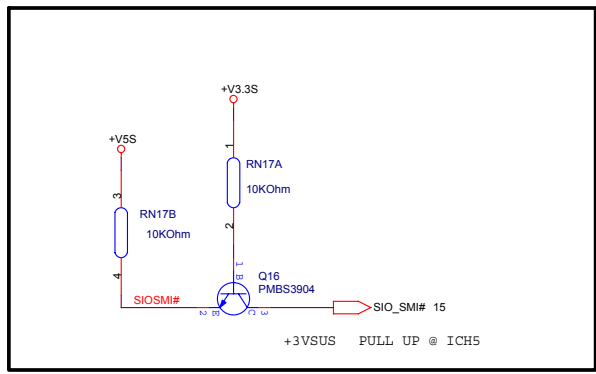 +V3.3S
+V5S
1
RN17A
10KOhm
3
RN17B
10KOhm
2
4
1
B
Q16
PMBS3904
SIOSMI#
2
E
C
3
SIO_SMI# 15
+3VSUS PULL UP @ ICH5